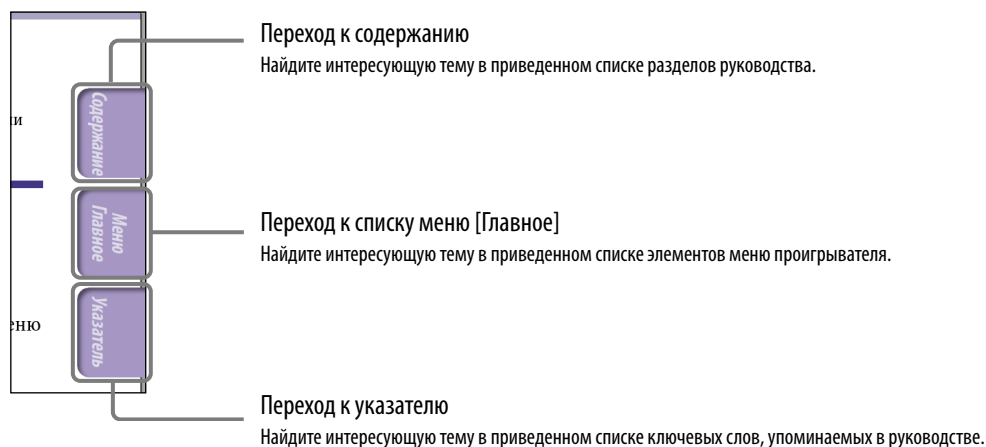 Переход к содержанию
Найдите интересующую тему в приведенном списке разделов руководства.
Содержание
и
Меню
Главное
Переход к списку меню [Главное]
Найдите интересующую тему в приведенном списке элементов меню проигрывателя.
Указатель
еню
Переход к указателю
Найдите интересующую тему в приведенном списке ключевых слов, упоминаемых в руководстве.